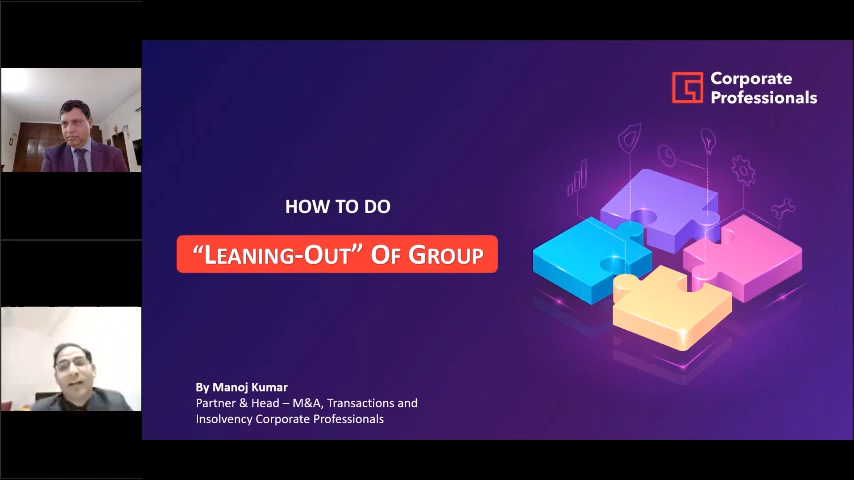 Corporate
Professionals
HOW TO DO
“LEANING-OUT” OF GROUP
By Manoj Kumar
Partner & Head – M&A, Transactions and
Insolvency Corporate Professionals